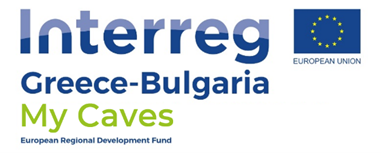 Interreg
EUROPEAN UNION
Greece-Bulgaria
My Caves
European Regional Development Fund